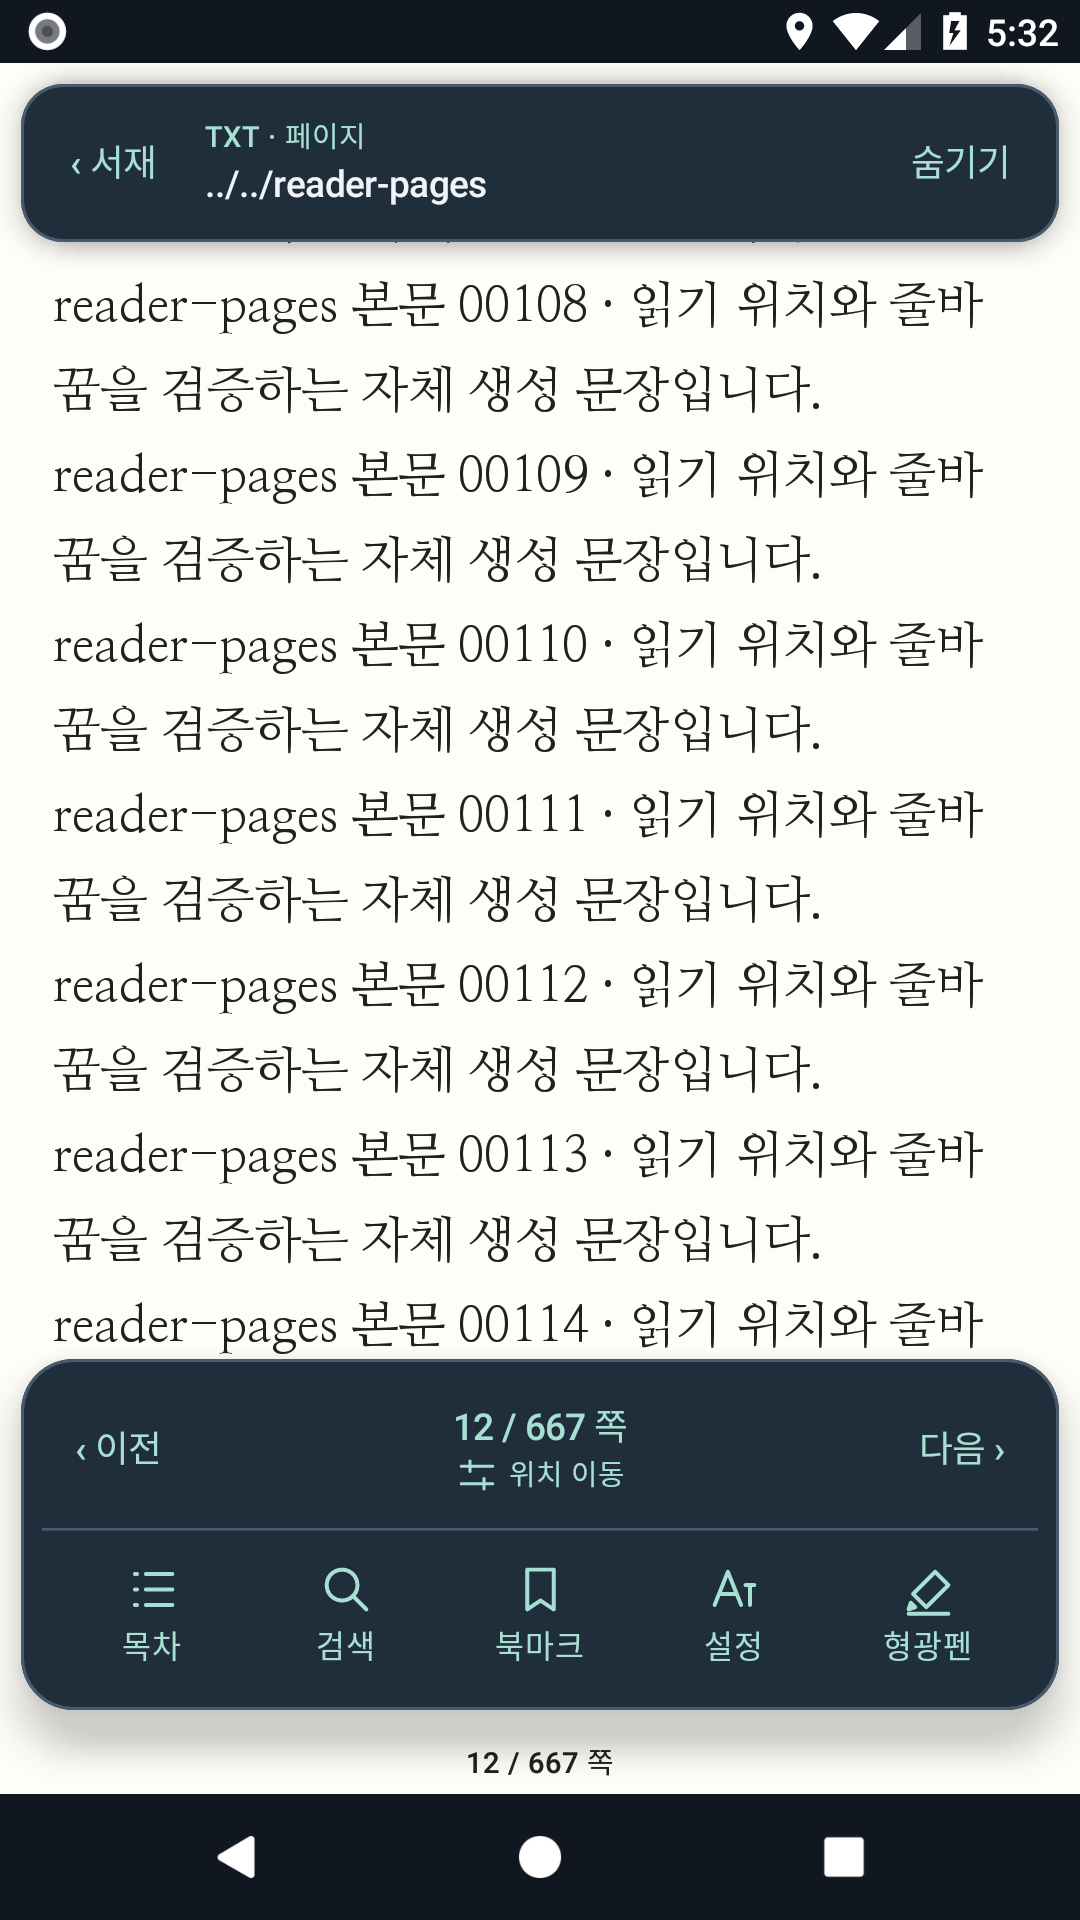 5:32
‹ 서재
TXT · 페이지
../../reader-pages
숨기기
reader-pages 본문 00108 · 읽기 위치와 줄바
꿈을 검증하는 자체 생성 문장입니다.
reader-pages 본문 00109 · 읽기 위치와 줄바
꿈을 검증하는 자체 생성 문장입니다.
reader-pages 본문 00110 · 읽기 위치와 줄바
꿈을 검증하는 자체 생성 문장입니다.
reader-pages 본문 00111 · 읽기 위치와 줄바
꿈을 검증하는 자체 생성 문장입니다.
reader-pages 본문 00112 · 읽기 위치와 줄바
꿈을 검증하는 자체 생성 문장입니다.
reader-pages 본문 00113 · 읽기 위치와 줄바
꿈을 검증하는 자체 생성 문장입니다.
reader-pages 본문 00114 · 읽기 위치와 줄바
‹ 이전
12 / 667 쪽
위치 이동
다음 ›
목차
검색
북마크
설정
형광펜
12 / 667 쪽